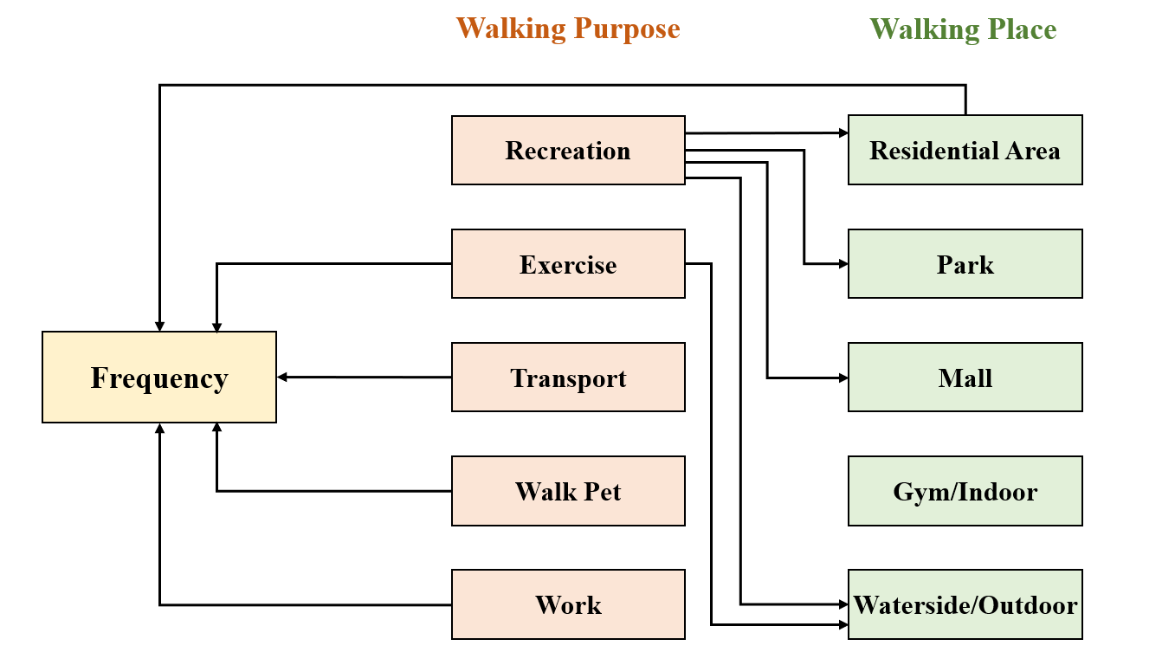 Walking Purpose
Walking Place
Recreation
Residential Area
Exercise
Park
Frequency
Transport
Mall
Walk Pet
Gym/Indoor
Work
Waterside/Outdoor